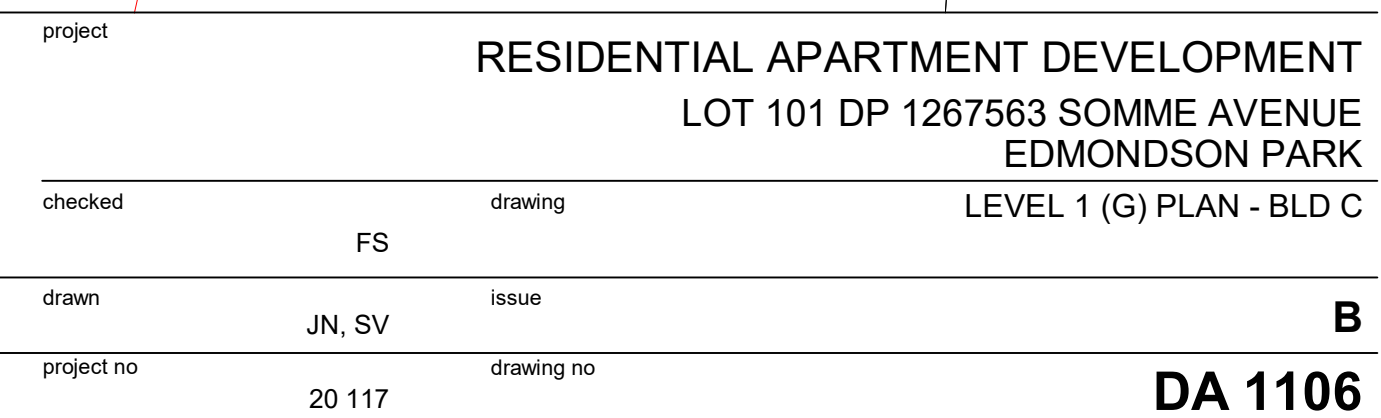 project
RESIDENTIAL APARTMENT DEVELOPMENT
LOT 101 DP 1267563 SOMME AVENUE
EDMONDSON PARK
checked
FS
drawing
LEVEL 1 (G) PLAN - BLD C
drawn
JN, SV
issue
B
project no
20 117
drawing no
DA 1106